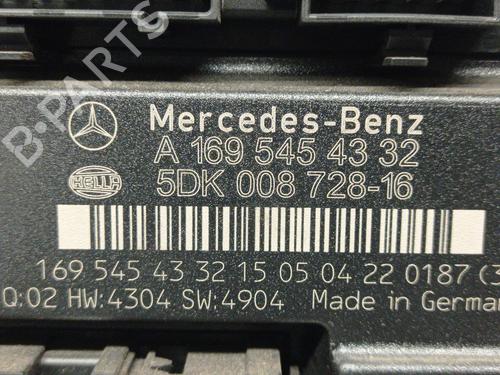 Mercedes-Benz
A 169 545 43 32
HELLA
5DK 008 728-16
169 545 43 32 15 05 04 22 0187 (3
Q:02 HW:4304 SW:4904 Made in German
B-PARTS